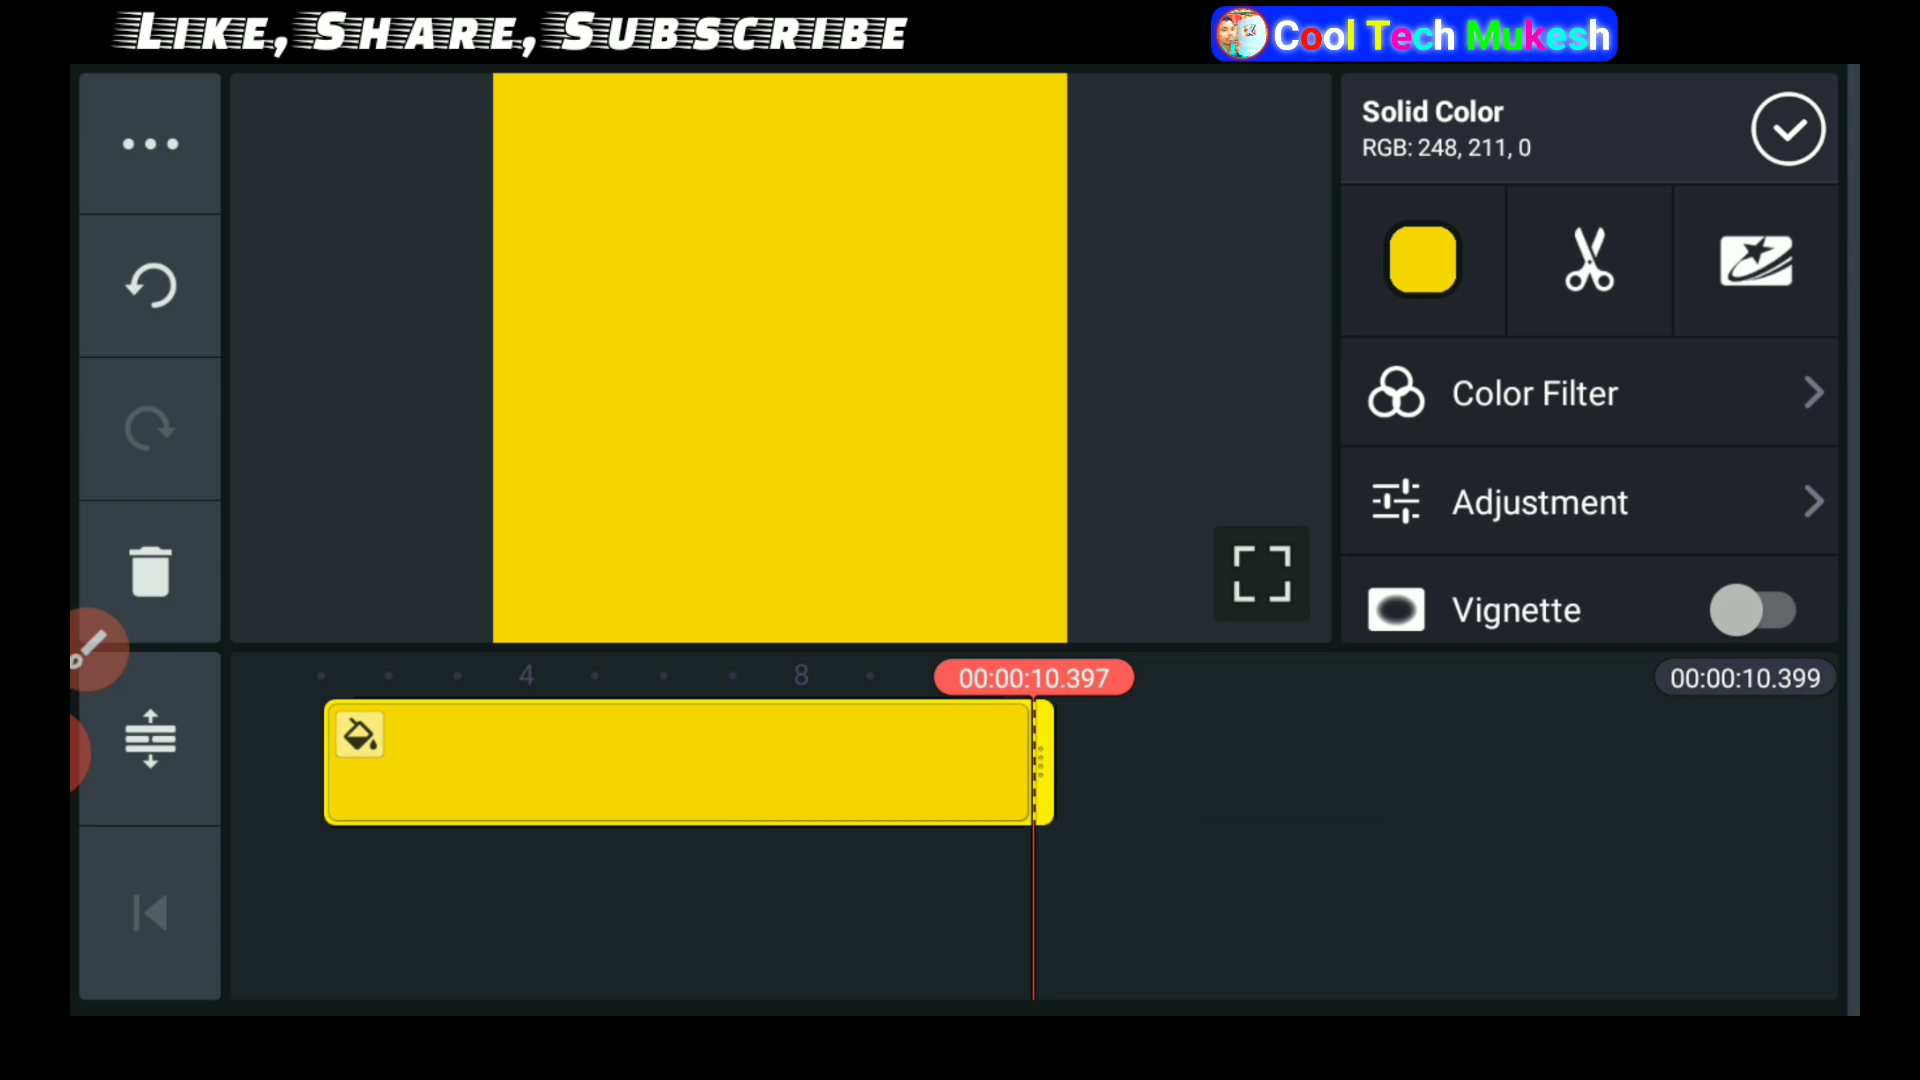 LIKE, SHARE, SUBSCRIBE
Cool Tech Mukesh
Solid Color
RGB: 248, 211, 0
Color Filter
Adjustment
Vignette
4
8
00:00:10.397
00:00:10.399